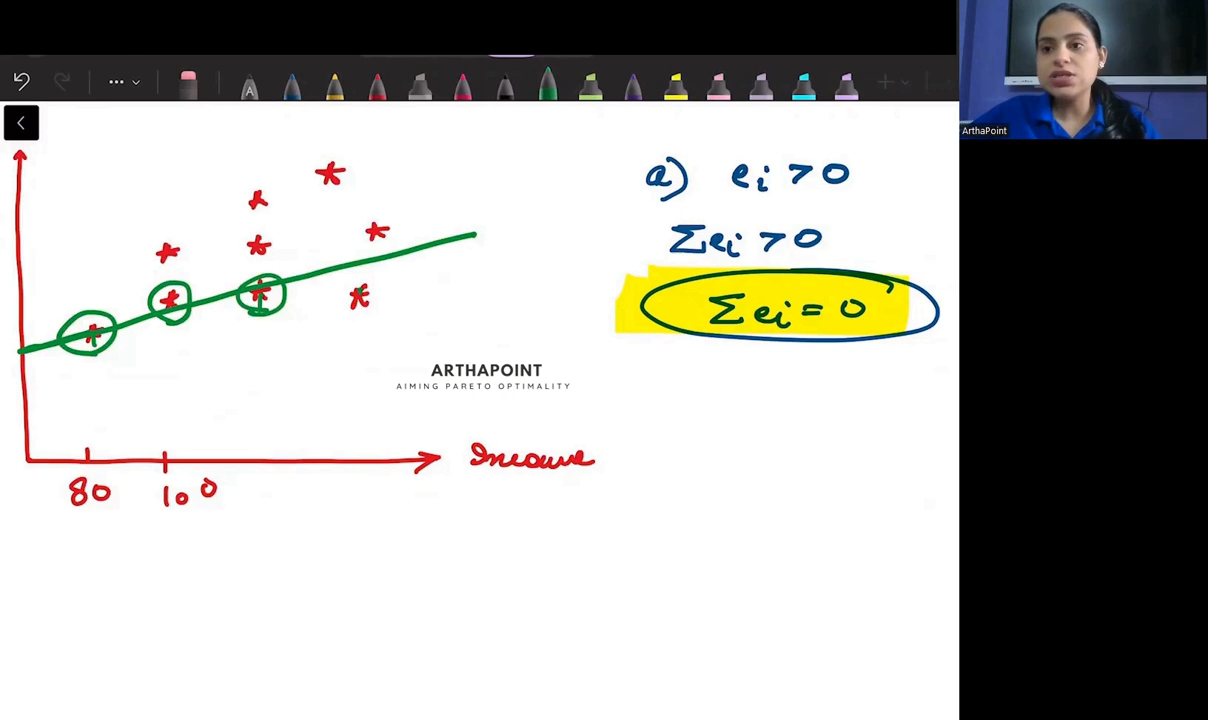 A
ArthaPoint
a) ei > 0
Σei > 0
Σei = 0
ARTHAPOINT
AIMING PARETO OPTIMALITY
Income
80 100